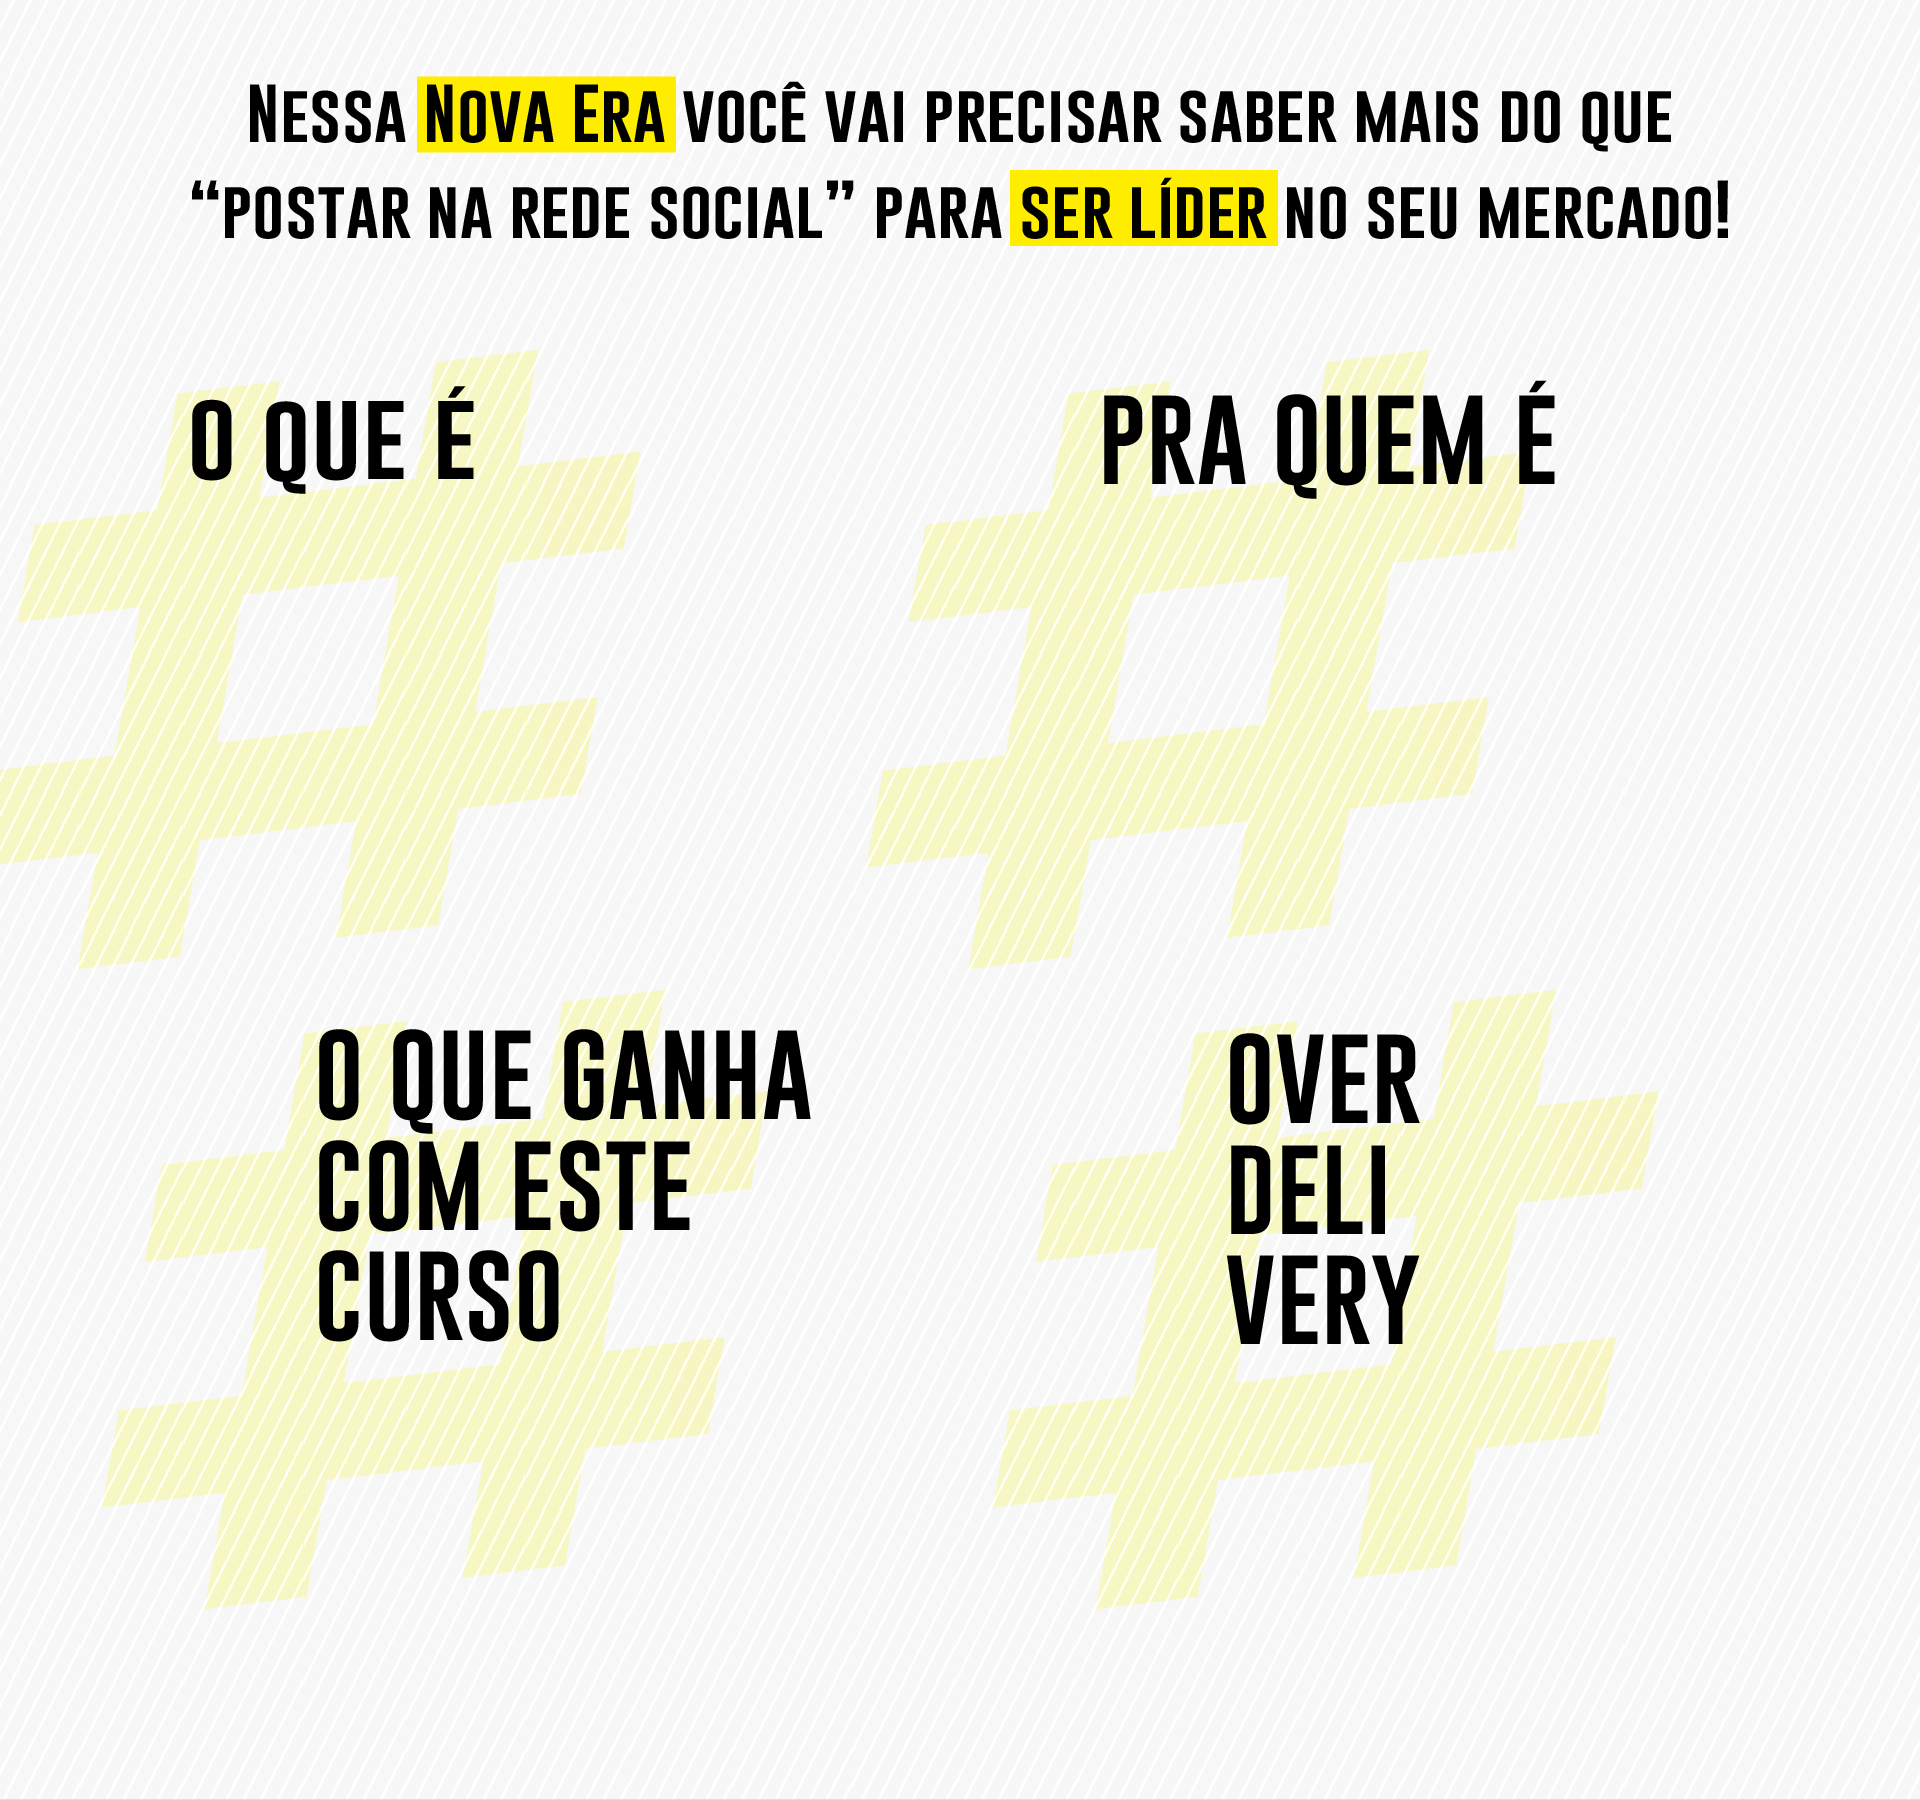 Nessa Nova Era você vai precisar saber mais do que
“postar na rede social” para ser líder no seu mercado!
O QUE É
PRA QUEM É
O QUE GANHA
COM ESTE
CURSO
OVER
DELI
VERY